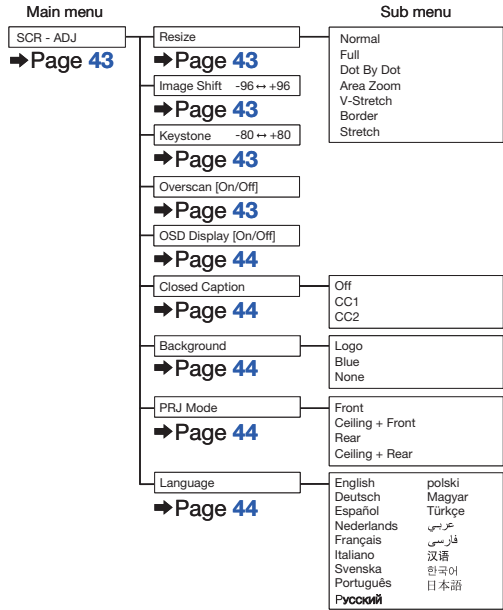 Main menu
Sub menu
SCR - ADJ
➡Page 43
Resize
➡Page 43
Normal
Full
Dot By Dot
Area Zoom
V-Stretch
Border
Stretch
Image Shift -96 ↔ +96
➡Page 43
Keystone -80 ↔ +80
➡Page 43
Overscan [On/Off]
➡Page 43
OSD Display [On/Off]
➡Page 44
Closed Caption
➡Page 44
Off
CC1
CC2
Background
➡Page 44
Logo
Blue
None
PRJ Mode
➡Page 44
Front
Ceiling + Front
Rear
Ceiling + Rear
Language
➡Page 44
English polski
Deutsch Magyar
Español Türkçe
Nederlands عربي
Français فارسی
Italiano 汉语
Svenska 한국어
Português 日本語
Русский